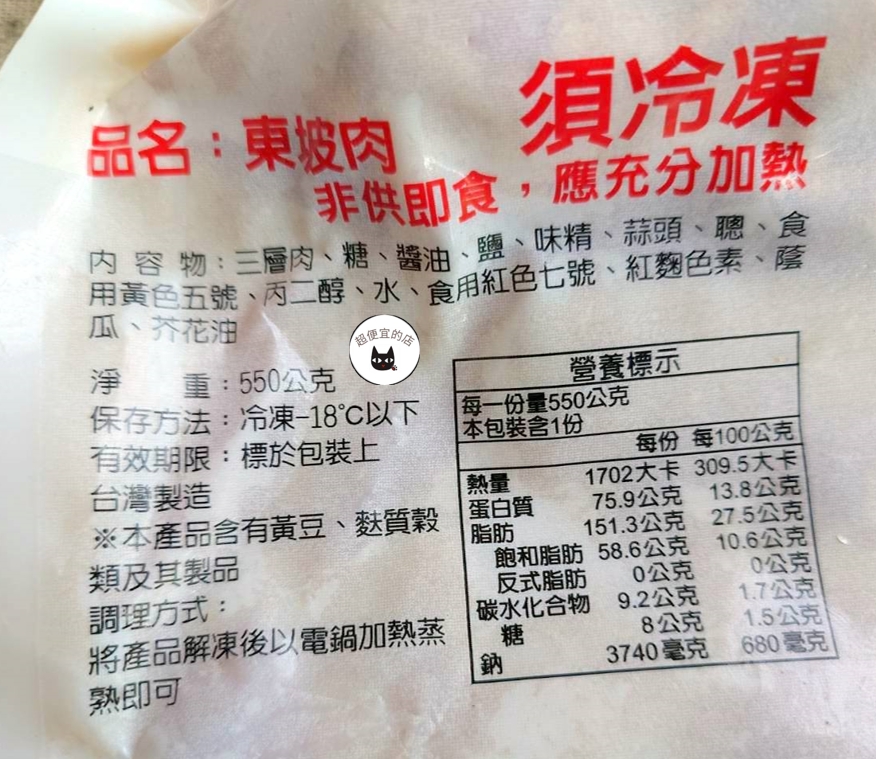 須冷凍
品名：東坡肉
非供即食，應充分加熱
內容物：三層肉、糖、醬油、鹽、味精、蒜頭、聰、食
用黃色五號、丙二醇、水、食用紅色七號、紅麴色素、蔭
瓜、芥花油
超便宜的店
淨重：550公克
保存方法：冷凍-18℃以下
有效期限：標於包裝上
台灣製造
※本產品含有黃豆、麩質穀
類及其製品
調理方式：
將產品解凍後以電鍋加熱蒸
熟即可
營養標示
每一份量550公克
本包裝含1份
每份 每100公克
熱量 1702大卡 309.5大卡
蛋白質 75.9公克 13.8公克
脂肪 151.3公克 27.5公克
飽和脂肪 58.6公克 10.6公克
反式脂肪 0公克 0公克
碳水化合物 9.2公克 1.7公克
糖 8公克 1.5公克
鈉 3740毫克 680毫克